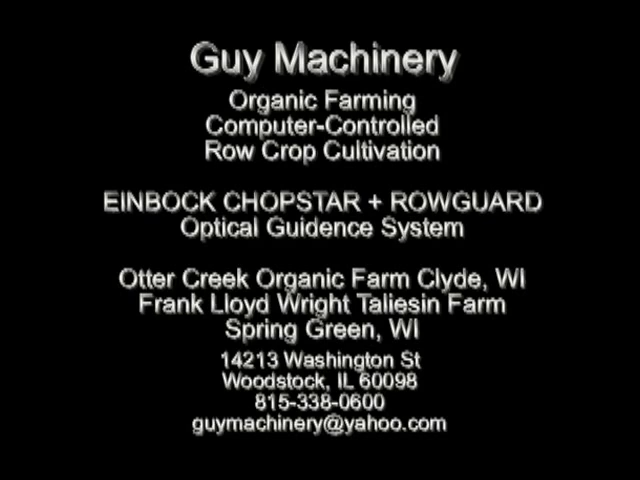 Guy Machinery
Organic Farming
Computer-Controlled
Row Crop Cultivation
EINBOCK CHOPSTAR + ROWGUARD
Optical Guidence System
Otter Creek Organic Farm Clyde, WI
Frank Lloyd Wright Taliesin Farm
Spring Green, WI
14213 Washington St
Woodstock, IL 60098
815-338-0600
guymachinery@yahoo.com